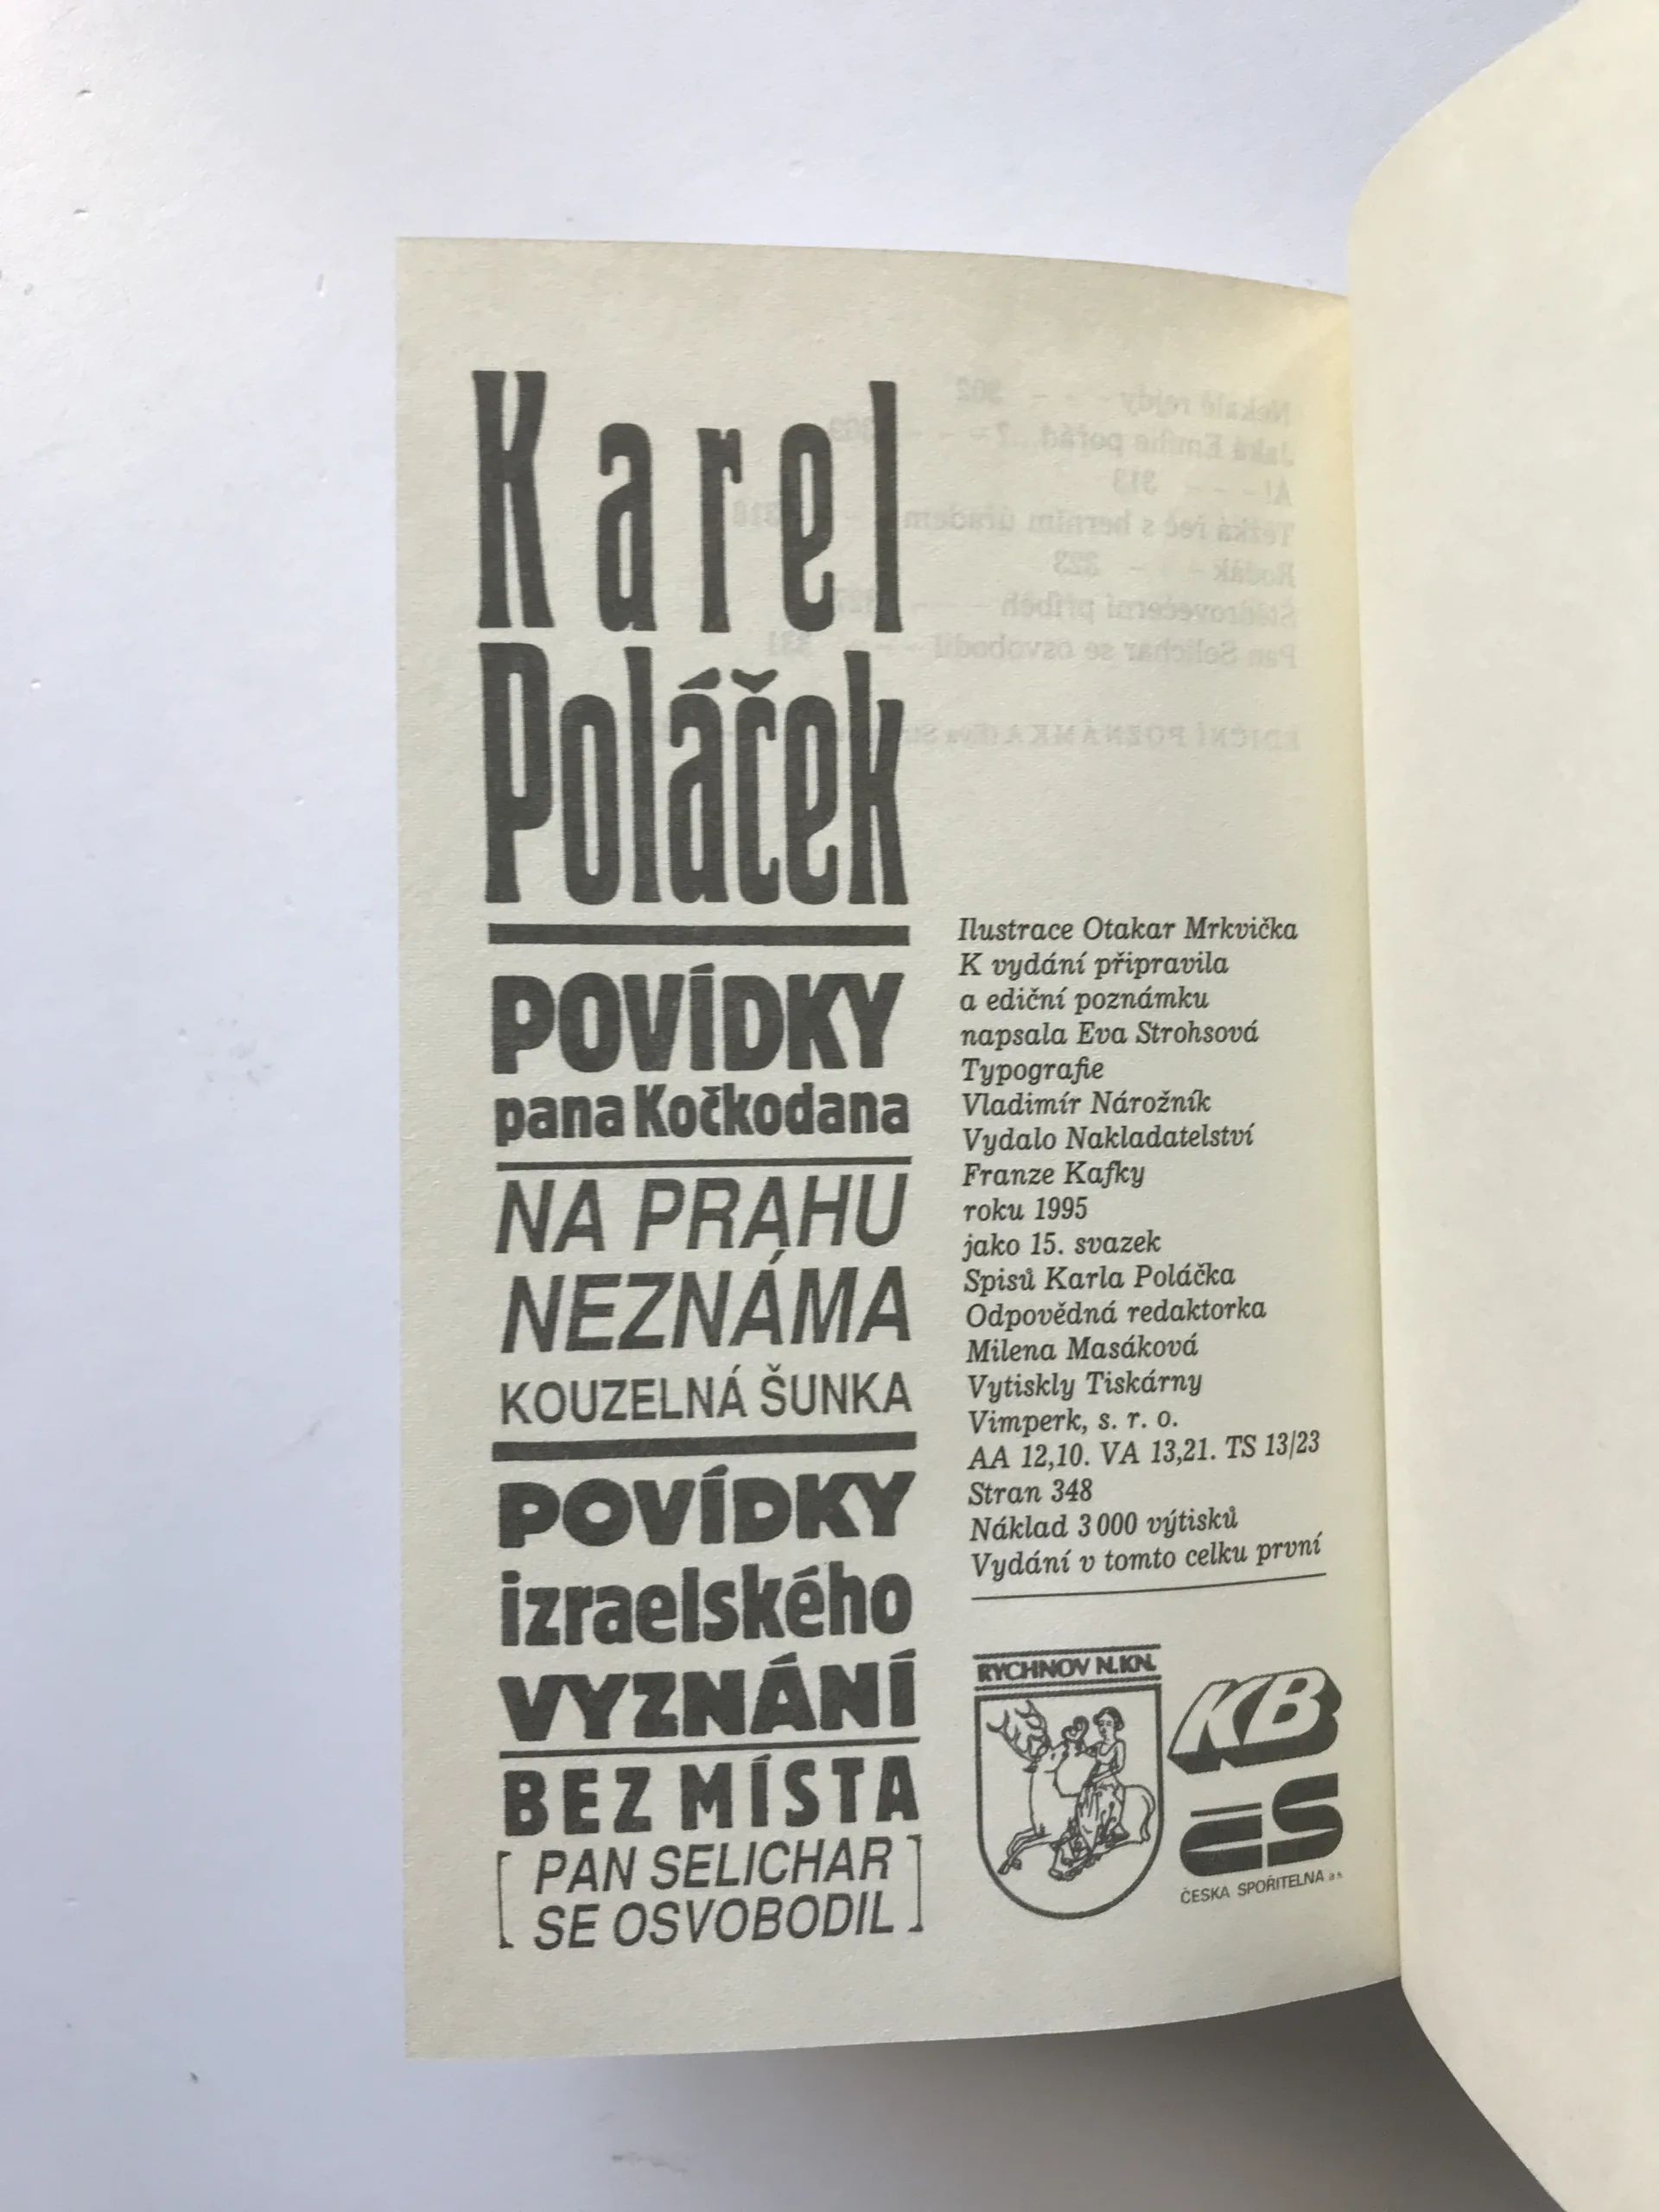 Karel
Poláček
POVÍDKY
pana Kočkodana
NA PRAHU
NEZNÁMA
KOUZELNÁ ŠUNKA
POVÍDKY
izraelského
VYZNÁNÍ
BEZ MÍSTA
[ PAN SELICHAR
SE OSVOBODIL ]
Ilustrace Otakar Mrkvička
K vydání připravila
a ediční poznámku
napsala Eva Strohsová
Typografie
Vladimír Nárožník
Vydalo Nakladatelství
Franze Kafky
roku 1995
jako 15. svazek
Spisů Karla Poláčka
Odpovědná redaktorka
Milena Masáková
Vytiskly Tiskárny
Vimperk, s. r. o.
AA 12,10. VA 13,21. TS 13/23
Stran 348
Náklad 3 000 výtisků
Vydání v tomto celku první
RYCHNOV N.KN.
KB
ČS
ČESKÁ SPOŘITELNA a s